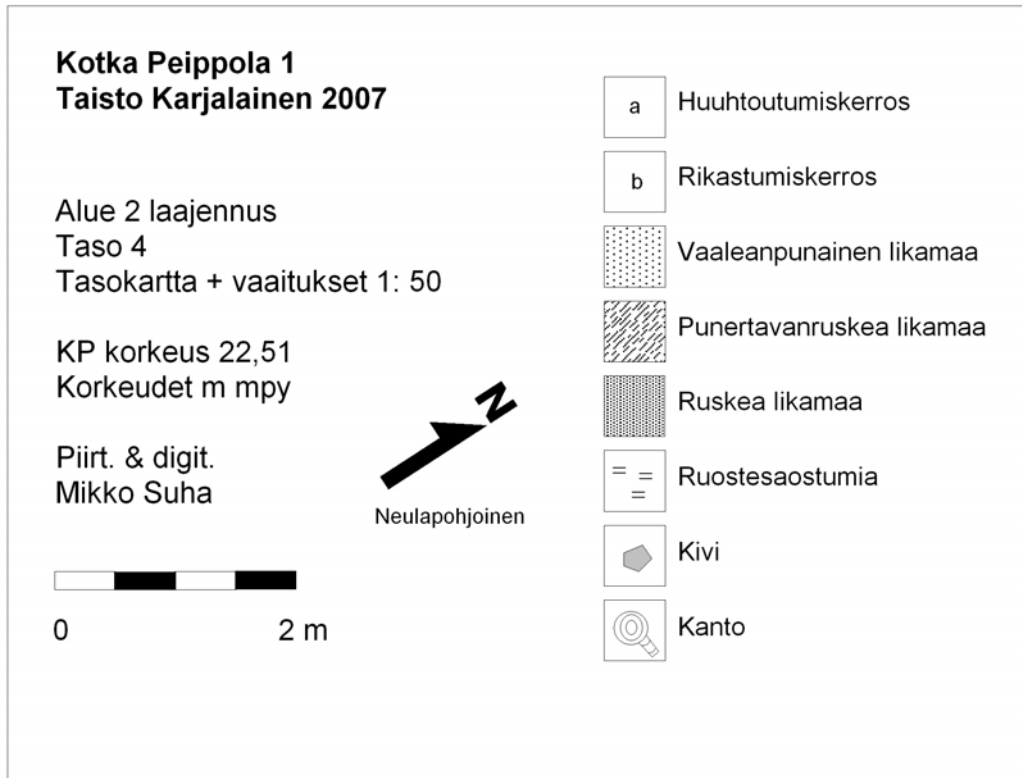 Kotka Peippola 1
Taisto Karjalainen 2007
Alue 2 laajennus
Taso 4
Tasokartta + vaaitukset 1: 50
KP korkeus 22,51
Korkeudet m mpy
Piirt. & digit.
Mikko Suha
N
Neulapohjoinen
0 2 m
a Huuhtoutumiskerros
b Rikastumiskerros
Vaaleanpunainen likamaa
Punertavanruskea likamaa
Ruskea likamaa
Ruostesaostumia
Kivi
Kanto